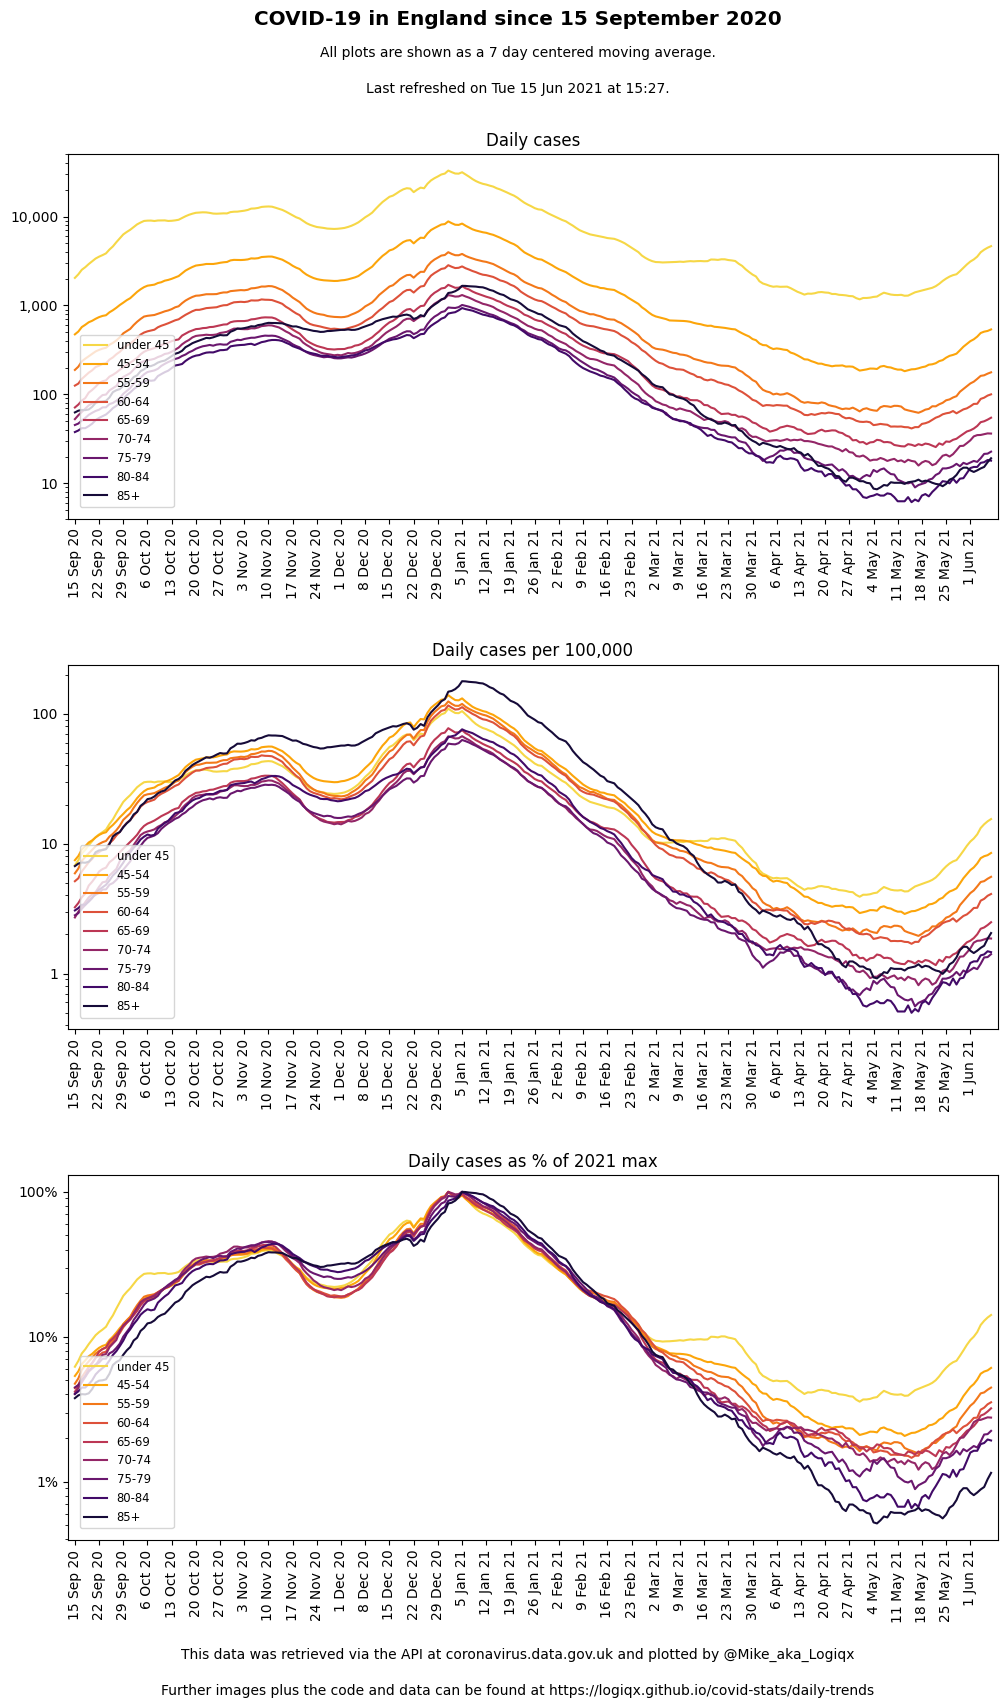 COVID-19 in England since 15 September 2020
All plots are shown as a 7 day centered moving average.
Last refreshed on Tue 15 Jun 2021 at 15:27.
Daily cases
10,000
1,000
100
10
under 45
45-54
55-59
60-64
65-69
70-74
75-79
80-84
85+
15 Sep 20
22 Sep 20
29 Sep 20
6 Oct 20
13 Oct 20
20 Oct 20
27 Oct 20
3 Nov 20
10 Nov 20
17 Nov 20
24 Nov 20
1 Dec 20
8 Dec 20
15 Dec 20
22 Dec 20
29 Dec 20
5 Jan 21
12 Jan 21
19 Jan 21
26 Jan 21
2 Feb 21
9 Feb 21
16 Feb 21
23 Feb 21
2 Mar 21
9 Mar 21
16 Mar 21
23 Mar 21
30 Mar 21
6 Apr 21
13 Apr 21
20 Apr 21
27 Apr 21
4 May 21
11 May 21
18 May 21
25 May 21
1 Jun 21
Daily cases per 100,000
100
10
1
under 45
45-54
55-59
60-64
65-69
70-74
75-79
80-84
85+
15 Sep 20
22 Sep 20
29 Sep 20
6 Oct 20
13 Oct 20
20 Oct 20
27 Oct 20
3 Nov 20
10 Nov 20
17 Nov 20
24 Nov 20
1 Dec 20
8 Dec 20
15 Dec 20
22 Dec 20
29 Dec 20
5 Jan 21
12 Jan 21
19 Jan 21
26 Jan 21
2 Feb 21
9 Feb 21
16 Feb 21
23 Feb 21
2 Mar 21
9 Mar 21
16 Mar 21
23 Mar 21
30 Mar 21
6 Apr 21
13 Apr 21
20 Apr 21
27 Apr 21
4 May 21
11 May 21
18 May 21
25 May 21
1 Jun 21
Daily cases as % of 2021 max
100%
10%
1%
under 45
45-54
55-59
60-64
65-69
70-74
75-79
80-84
85+
15 Sep 20
22 Sep 20
29 Sep 20
6 Oct 20
13 Oct 20
20 Oct 20
27 Oct 20
3 Nov 20
10 Nov 20
17 Nov 20
24 Nov 20
1 Dec 20
8 Dec 20
15 Dec 20
22 Dec 20
29 Dec 20
5 Jan 21
12 Jan 21
19 Jan 21
26 Jan 21
2 Feb 21
9 Feb 21
16 Feb 21
23 Feb 21
2 Mar 21
9 Mar 21
16 Mar 21
23 Mar 21
30 Mar 21
6 Apr 21
13 Apr 21
20 Apr 21
27 Apr 21
4 May 21
11 May 21
18 May 21
25 May 21
1 Jun 21
This data was retrieved via the API at coronavirus.data.gov.uk and plotted by @Mike_aka_Logiqx
Further images plus the code and data can be found at https://logiqx.github.io/covid-stats/daily-trends